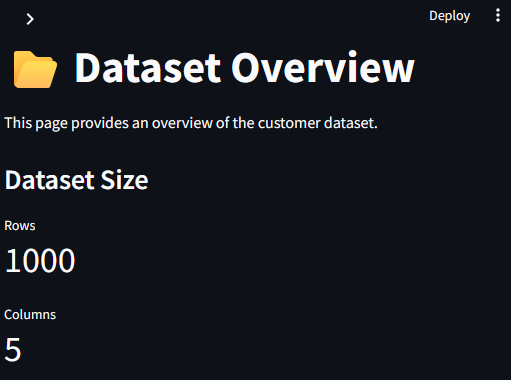 Deploy
Dataset Overview
This page provides an overview of the customer dataset.
Dataset Size
Rows
1000
Columns
5